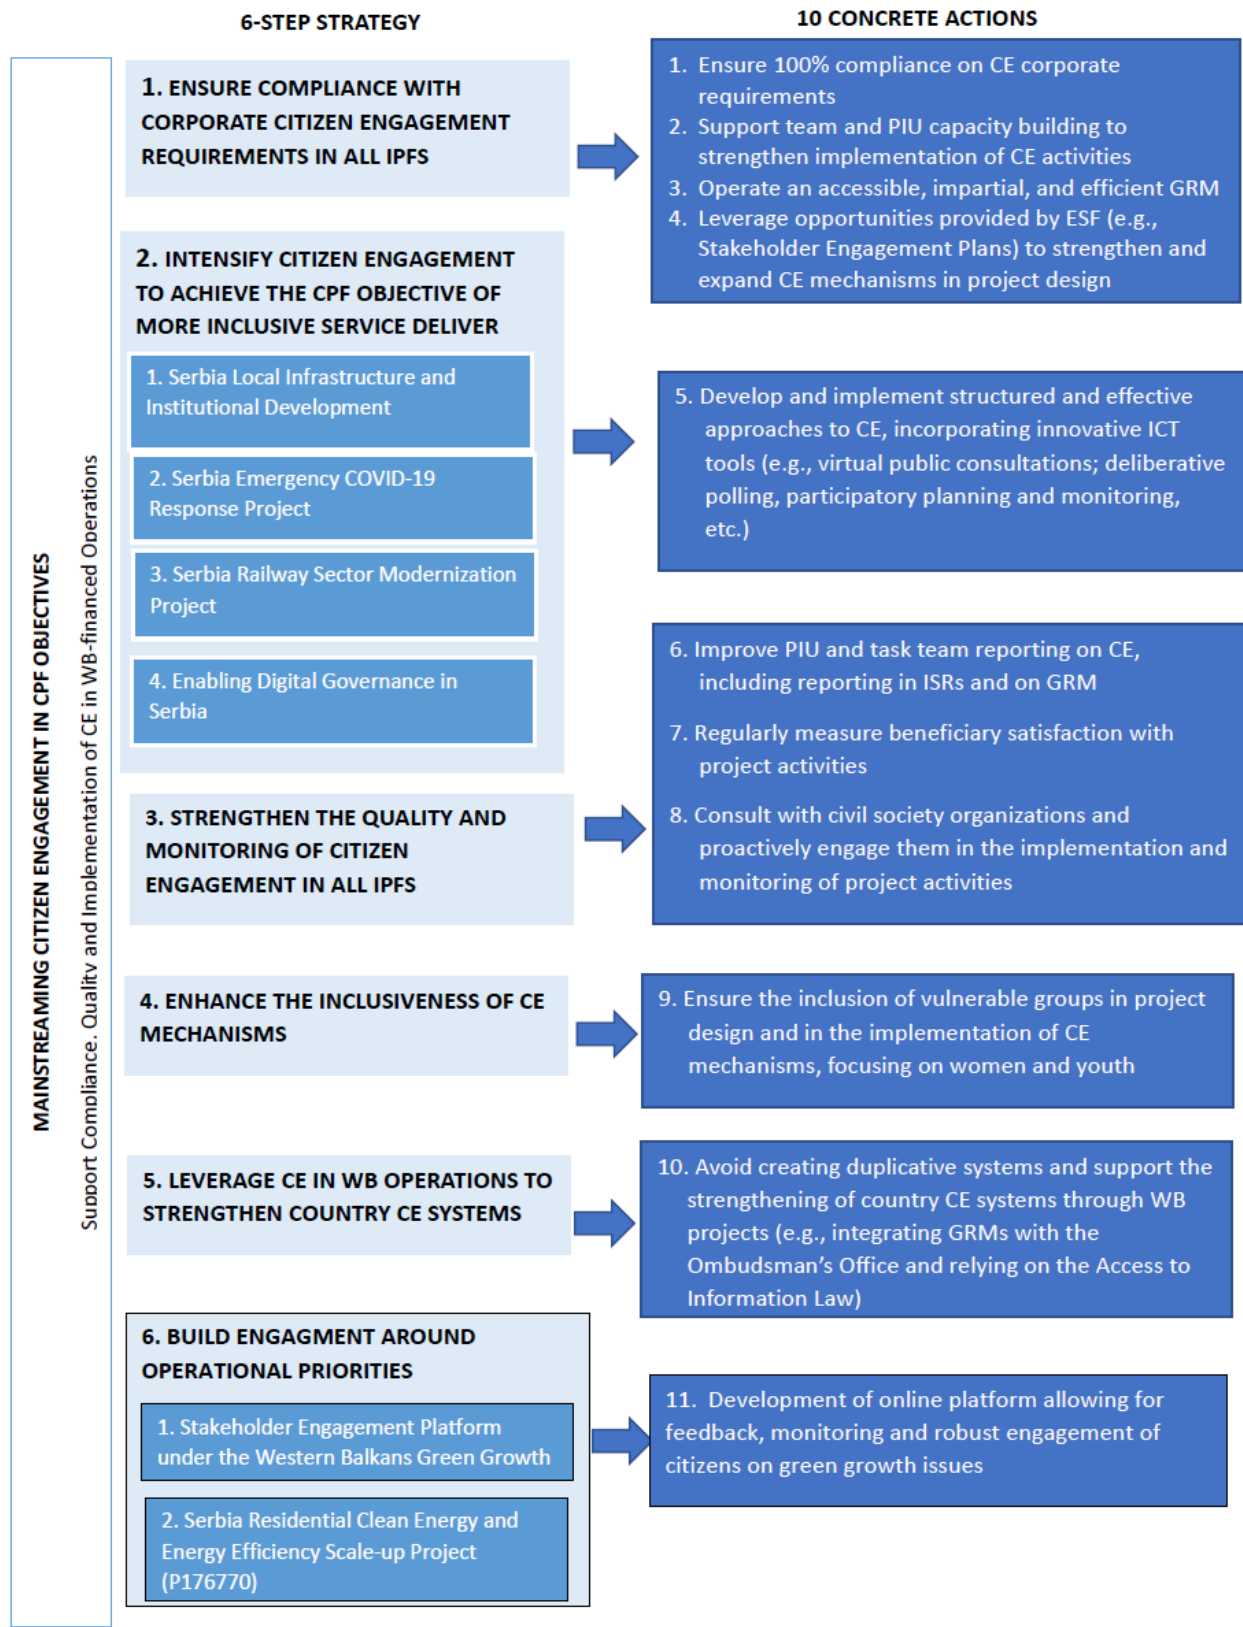 6-STEP STRATEGY
10 CONCRETE ACTIONS
MAINSTREAMING CITIZEN ENGAGEMENT IN CPF OBJECTIVES
Support Compliance, Quality and Implementation of CE in WB-financed Operations
1. ENSURE COMPLIANCE WITH
CORPORATE CITIZEN ENGAGEMENT
REQUIREMENTS IN ALL IPFS
1. Ensure 100% compliance on CE corporate
requirements
2. Support team and PIU capacity building to
strengthen implementation of CE activities
3. Operate an accessible, impartial, and efficient GRM
4. Leverage opportunities provided by ESF (e.g.,
Stakeholder Engagement Plans) to strengthen and
expand CE mechanisms in project design
2. INTENSIFY CITIZEN ENGAGEMENT
TO ACHIEVE THE CPF OBJECTIVE OF
MORE INCLUSIVE SERVICE DELIVER
1. Serbia Local Infrastructure and
Institutional Development
2. Serbia Emergency COVID-19
Response Project
3. Serbia Railway Sector Modernization
Project
4. Enabling Digital Governance in
Serbia
5. Develop and implement structured and effective
approaches to CE, incorporating innovative ICT
tools (e.g., virtual public consultations; deliberative
polling, participatory planning and monitoring,
etc.)
3. STRENGTHEN THE QUALITY AND
MONITORING OF CITIZEN
ENGAGEMENT IN ALL IPFS
6. Improve PIU and task team reporting on CE,
including reporting in ISRs and on GRM
7. Regularly measure beneficiary satisfaction with
project activities
8. Consult with civil society organizations and
proactively engage them in the implementation and
monitoring of project activities
4. ENHANCE THE INCLUSIVENESS OF CE
MECHANISMS
9. Ensure the inclusion of vulnerable groups in project
design and in the implementation of CE
mechanisms, focusing on women and youth
5. LEVERAGE CE IN WB OPERATIONS TO
STRENGTHEN COUNTRY CE SYSTEMS
10. Avoid creating duplicative systems and support the
strengthening of country CE systems through WB
projects (e.g., integrating GRMs with the
Ombudsman's Office and relying on the Access to
Information Law)
6. BUILD ENGAGMENT AROUND
OPERATIONAL PRIORITIES
1. Stakeholder Engagement Platform
under the Western Balkans Green Growth
2. Serbia Residential Clean Energy and
Energy Efficiency Scale-up Project
(P176770)
11. Development of online platform allowing for
feedback, monitoring and robust engagement of
citizens on green growth issues